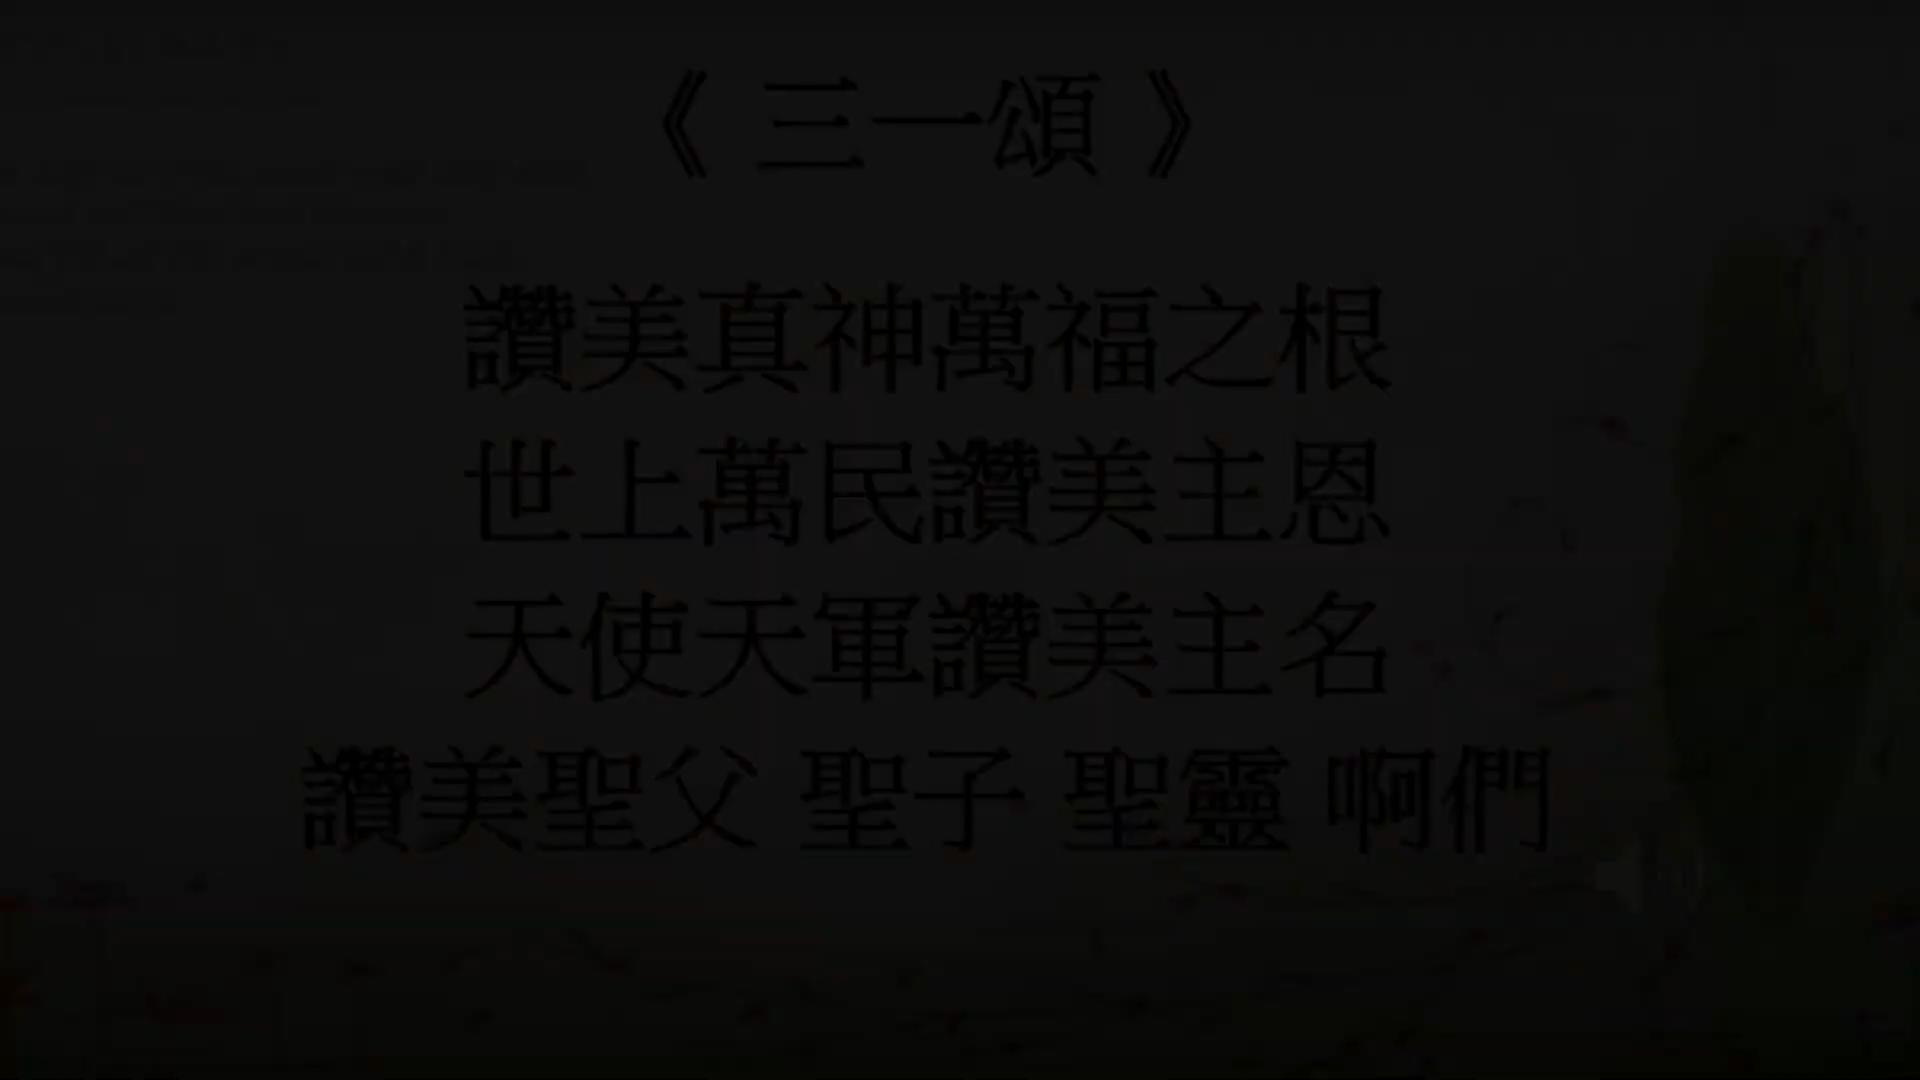 《 三一頌 》
讚美真神萬福之根
世上萬民讚美主恩
天使天軍讚美主名
讚美聖父 聖子 聖靈 啊們